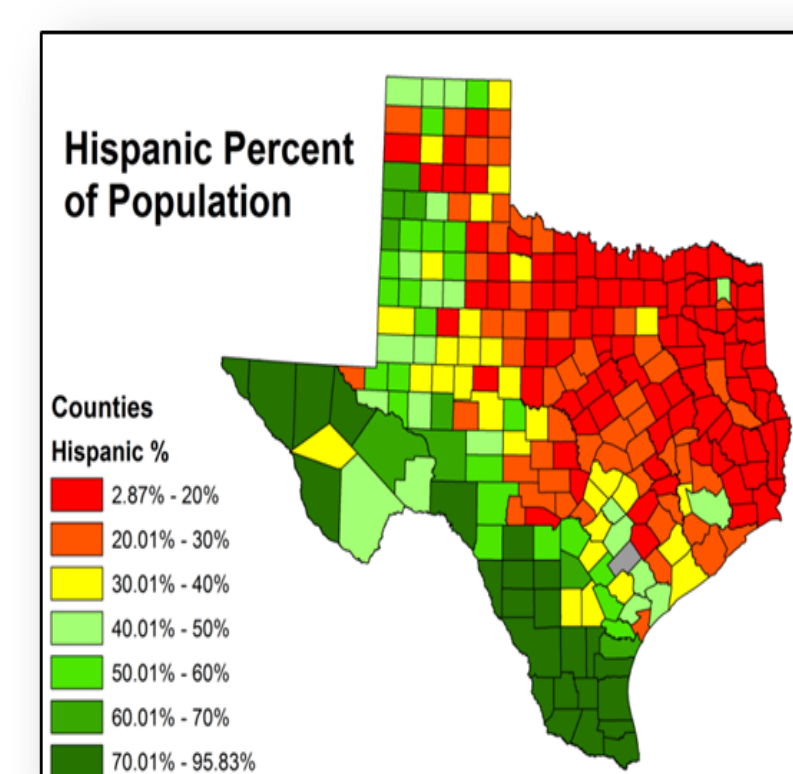 Hispanic Percent
of Population
Counties
Hispanic %
2.87% - 20%
20.01% - 30%
30.01% - 40%
40.01% - 50%
50.01% - 60%
60.01% - 70%
70.01% - 95.83%